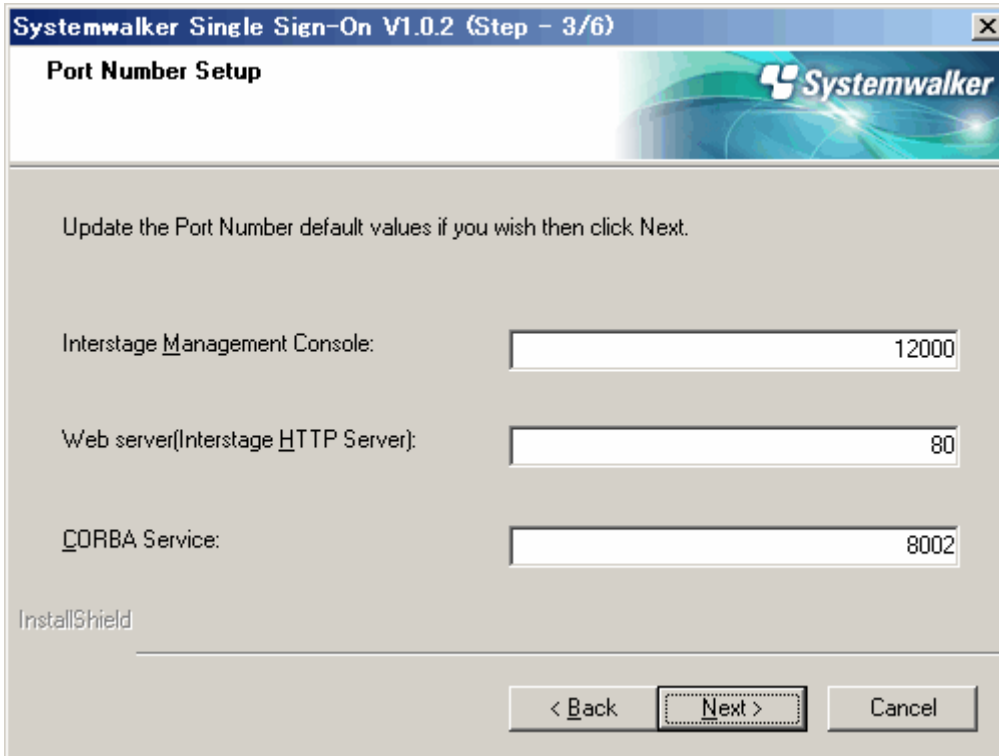 Systemwalker Single Sign-On V1.0.2 (Step - 3/6)
Port Number Setup
Systemwalker
Update the Port Number default values if you wish then click Next.
Interstage Management Console: 12000
Web server(Interstage HTTP Server): 80
CORBA Service: 8002
InstallShield
< Back Next > Cancel